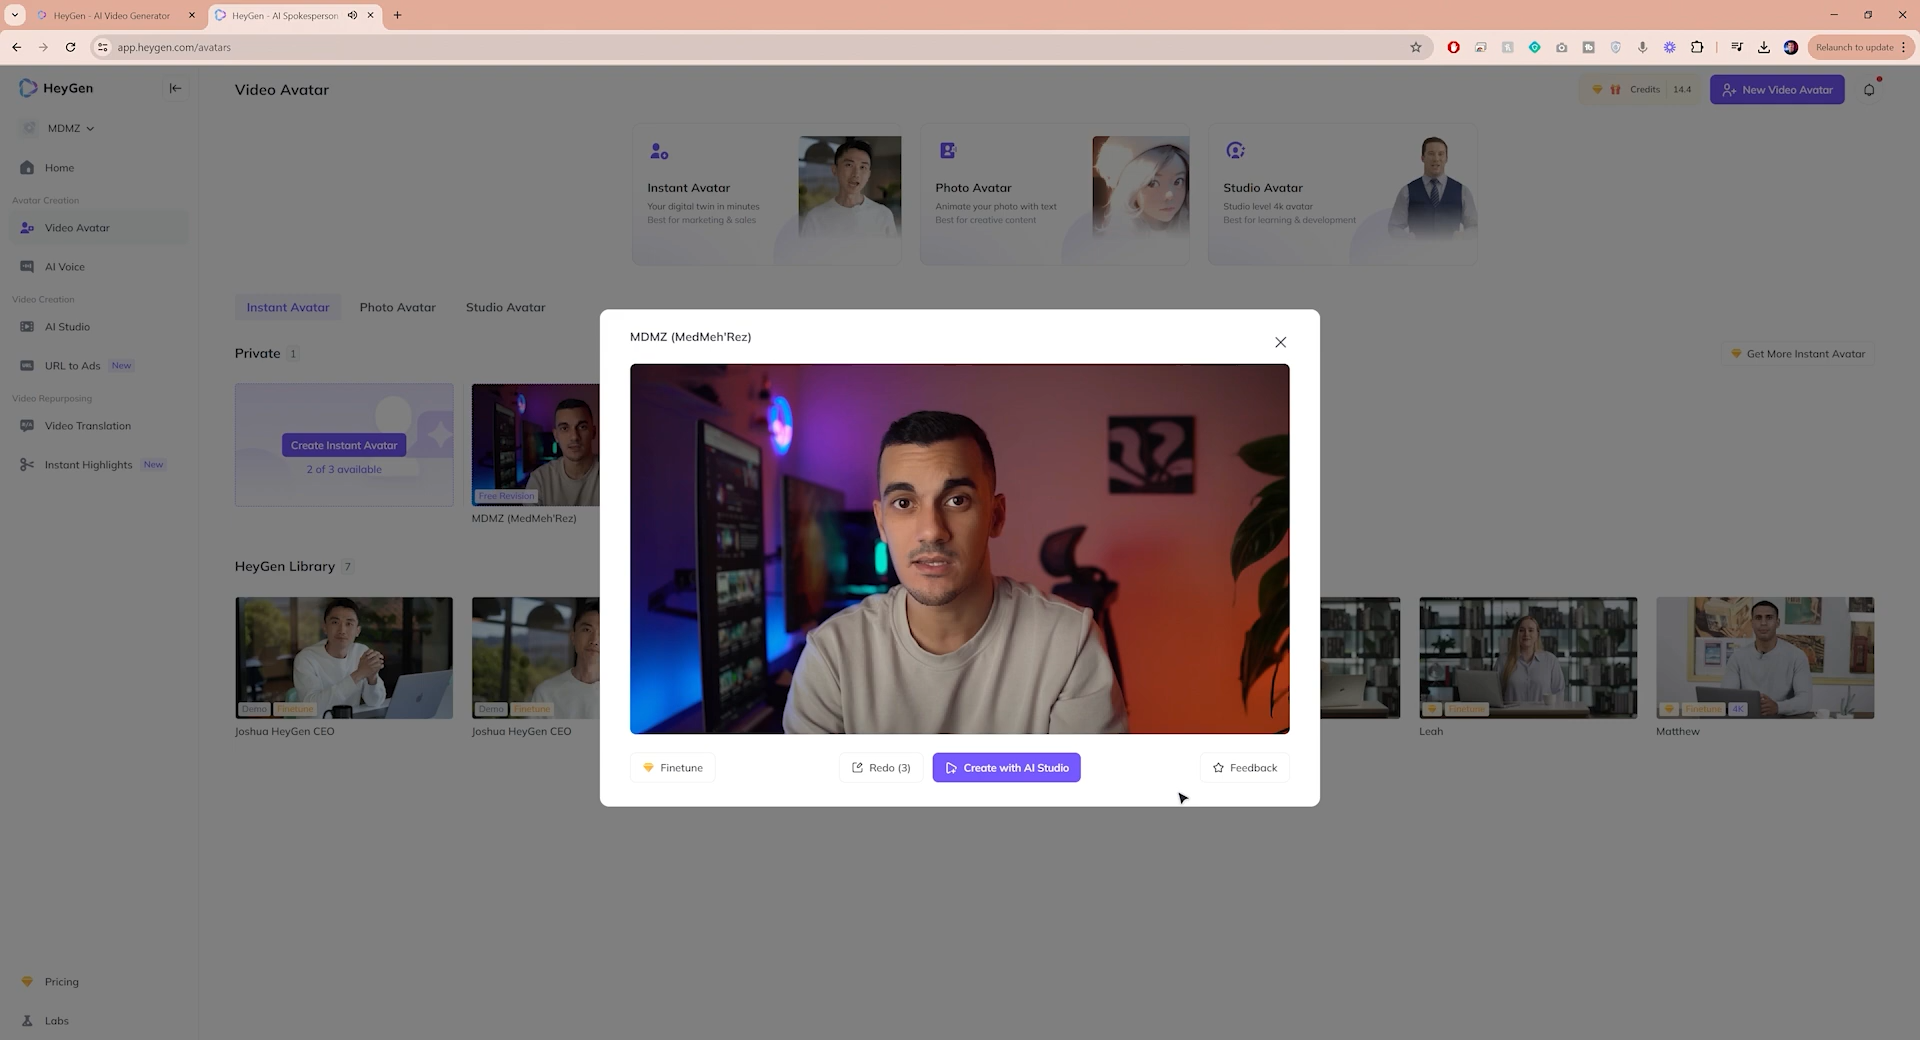 HeyGen - AI Video Generator
HeyGen - AI Spokesperson
app.heygen.com/avatars
Relaunch to update
HeyGen
MDMZ
Home
Avatar Creation
Video Avatar
AI Voice
Video Creation
AI Studio
URL to Ads New
Video Repurposing
Video Translation
Instant Highlights New
Pricing
Labs
Video Avatar
Credits 14.4
New Video Avatar
Instant Avatar
Your digital twin in minutes
Best for marketing & sales
Photo Avatar
Animate your photo with text
Best for creative content
Studio Avatar
Studio level 4k avatar
Best for learning & development
Instant Avatar
Photo Avatar
Studio Avatar
Private 1
Get More Instant Avatar
Create Instant Avatar
2 of 3 available
Free Revision
MDMZ (MedMeh'Rez)
HeyGen Library 7
Demo Finetune
Joshua HeyGen CEO
Demo Finetune
Joshua HeyGen CEO
Finetune
Leah
Finetune 4K
Matthew
MDMZ (MedMeh'Rez)
Finetune
Redo (3)
Create with AI Studio
Feedback